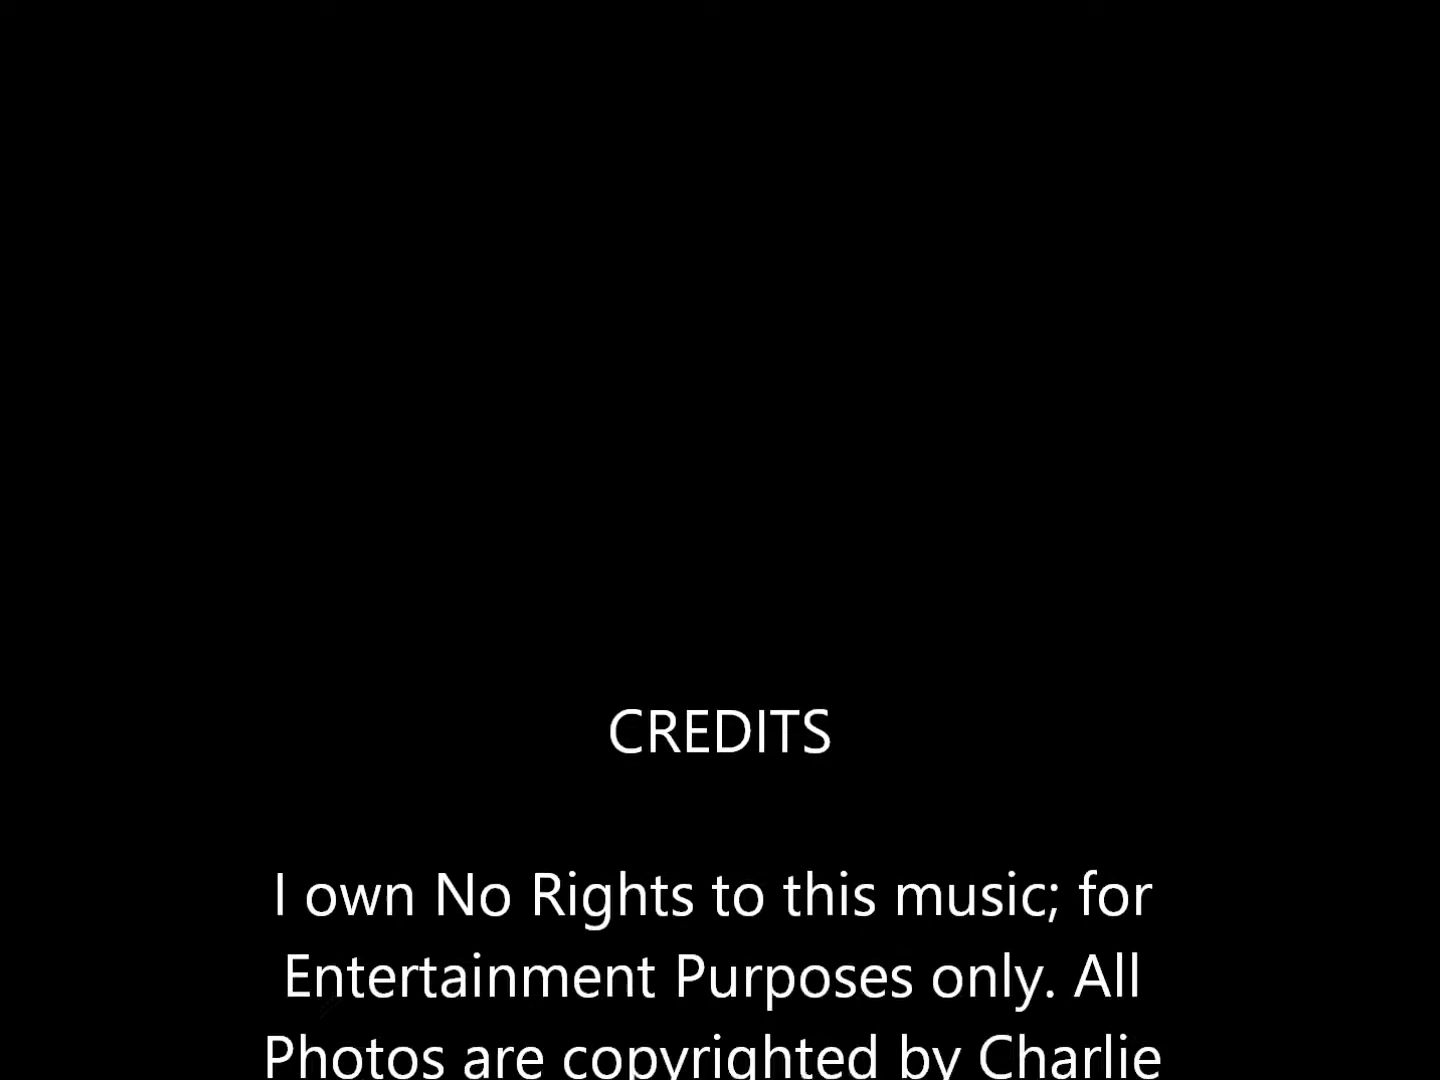 CREDITS
I own No Rights to this music; for
Entertainment Purposes only. All
Photos are copyrighted by Charlie